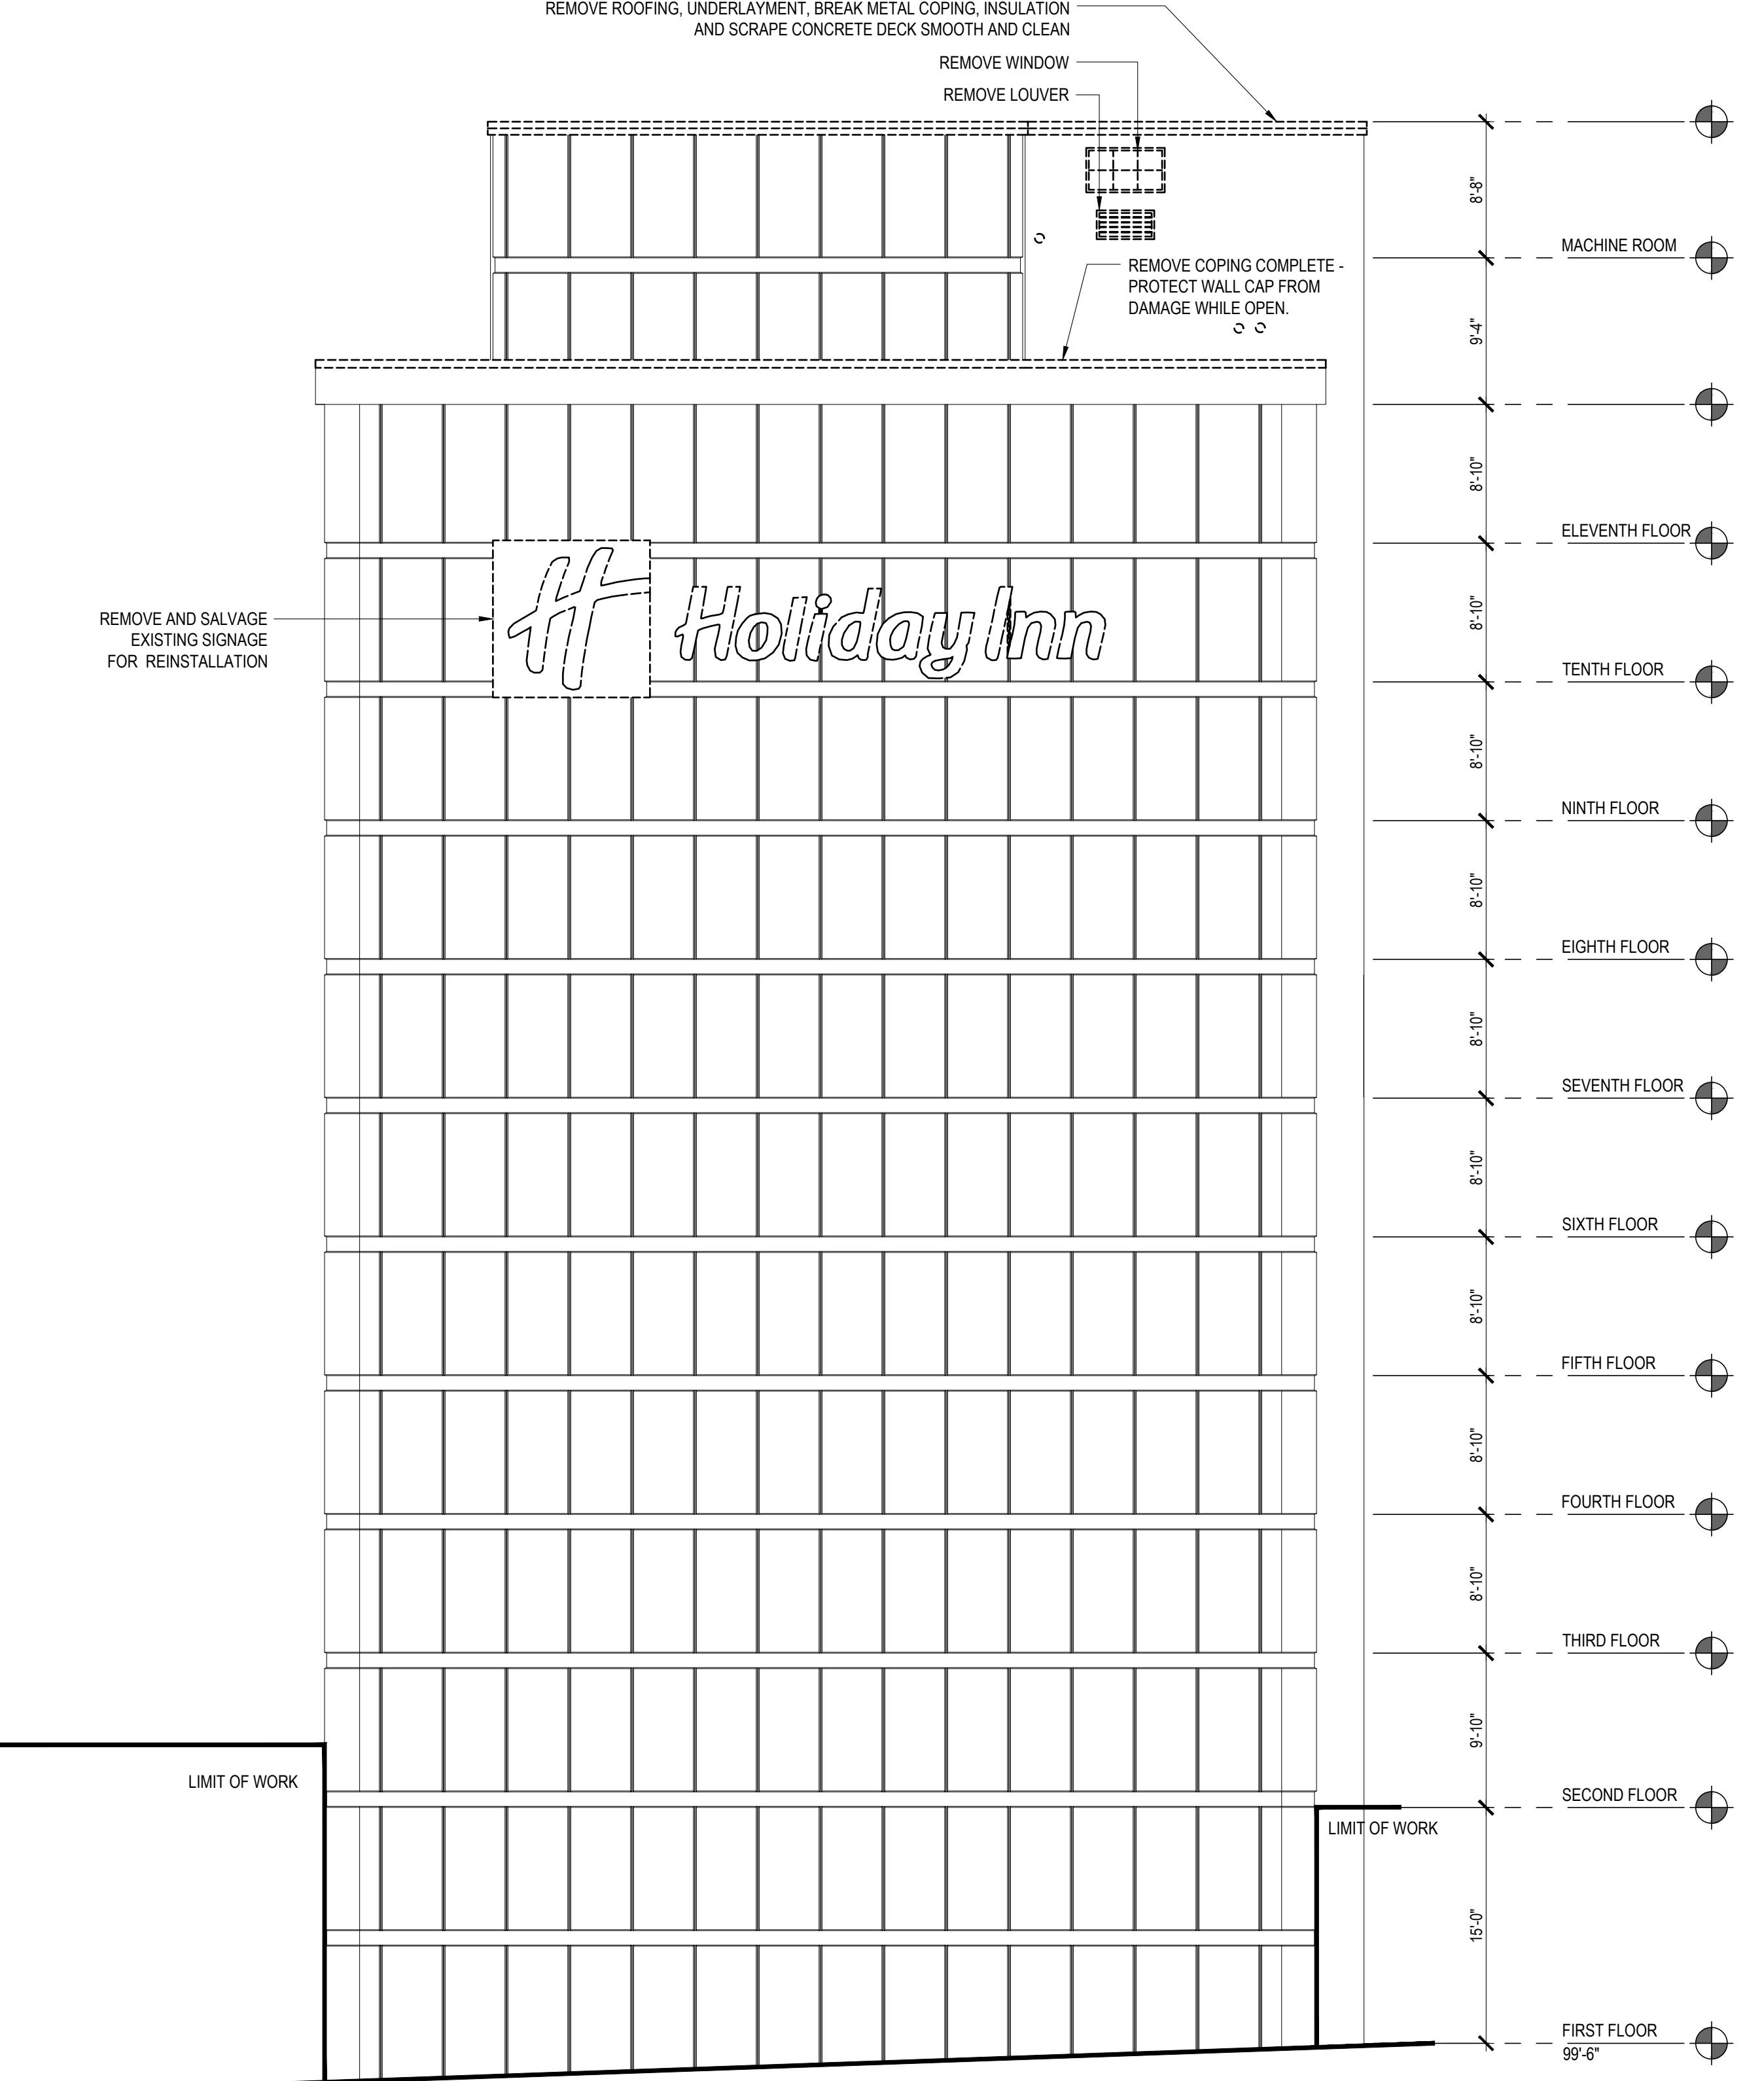 REMOVE ROOFING, UNDERLAYMENT, BREAK METAL COPING, INSULATION
AND SCRAPE CONCRETE DECK SMOOTH AND CLEAN
REMOVE WINDOW
REMOVE LOUVER
8'-8"
MACHINE ROOM
REMOVE COPING COMPLETE -
PROTECT WALL CAP FROM
DAMAGE WHILE OPEN.
9'-4"
8'-10"
ELEVENTH FLOOR
H Holiday Inn
REMOVE AND SALVAGE
EXISTING SIGNAGE
FOR REINSTALLATION
8'-10"
TENTH FLOOR
8'-10"
NINTH FLOOR
8'-10"
EIGHTH FLOOR
8'-10"
SEVENTH FLOOR
8'-10"
SIXTH FLOOR
8'-10"
FIFTH FLOOR
8'-10"
FOURTH FLOOR
8'-10"
THIRD FLOOR
9'-10"
LIMIT OF WORK
SECOND FLOOR
LIMIT OF WORK
15'-0"
FIRST FLOOR
99'-6"